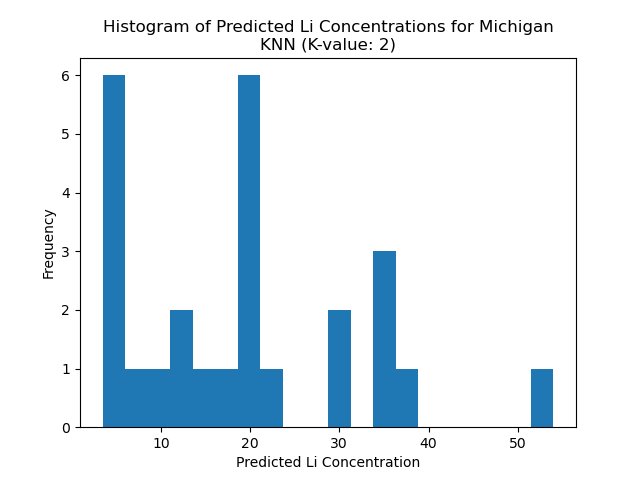 Histogram of Predicted Li Concentrations for Michigan
KNN (K-value: 2)
Frequency
6
5
4
3
2
1
0
10 20 30 40 50
Predicted Li Concentration